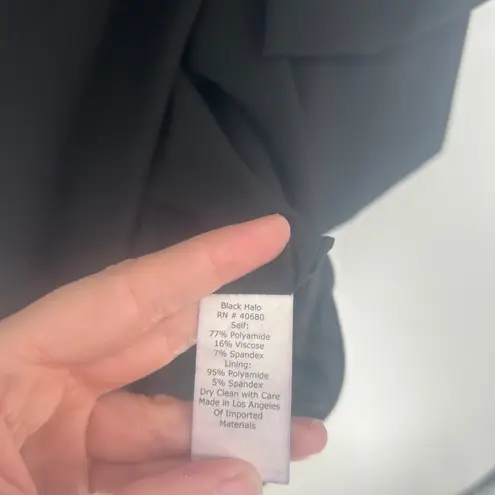 Black Halo
RN # 40680
Self:
77% Polyamide
16% Viscose
7% Spandex
Lining:
95% Polyamide
5% Spandex
Dry Clean with Care
Made in Los Angeles
Of Imported
Materials